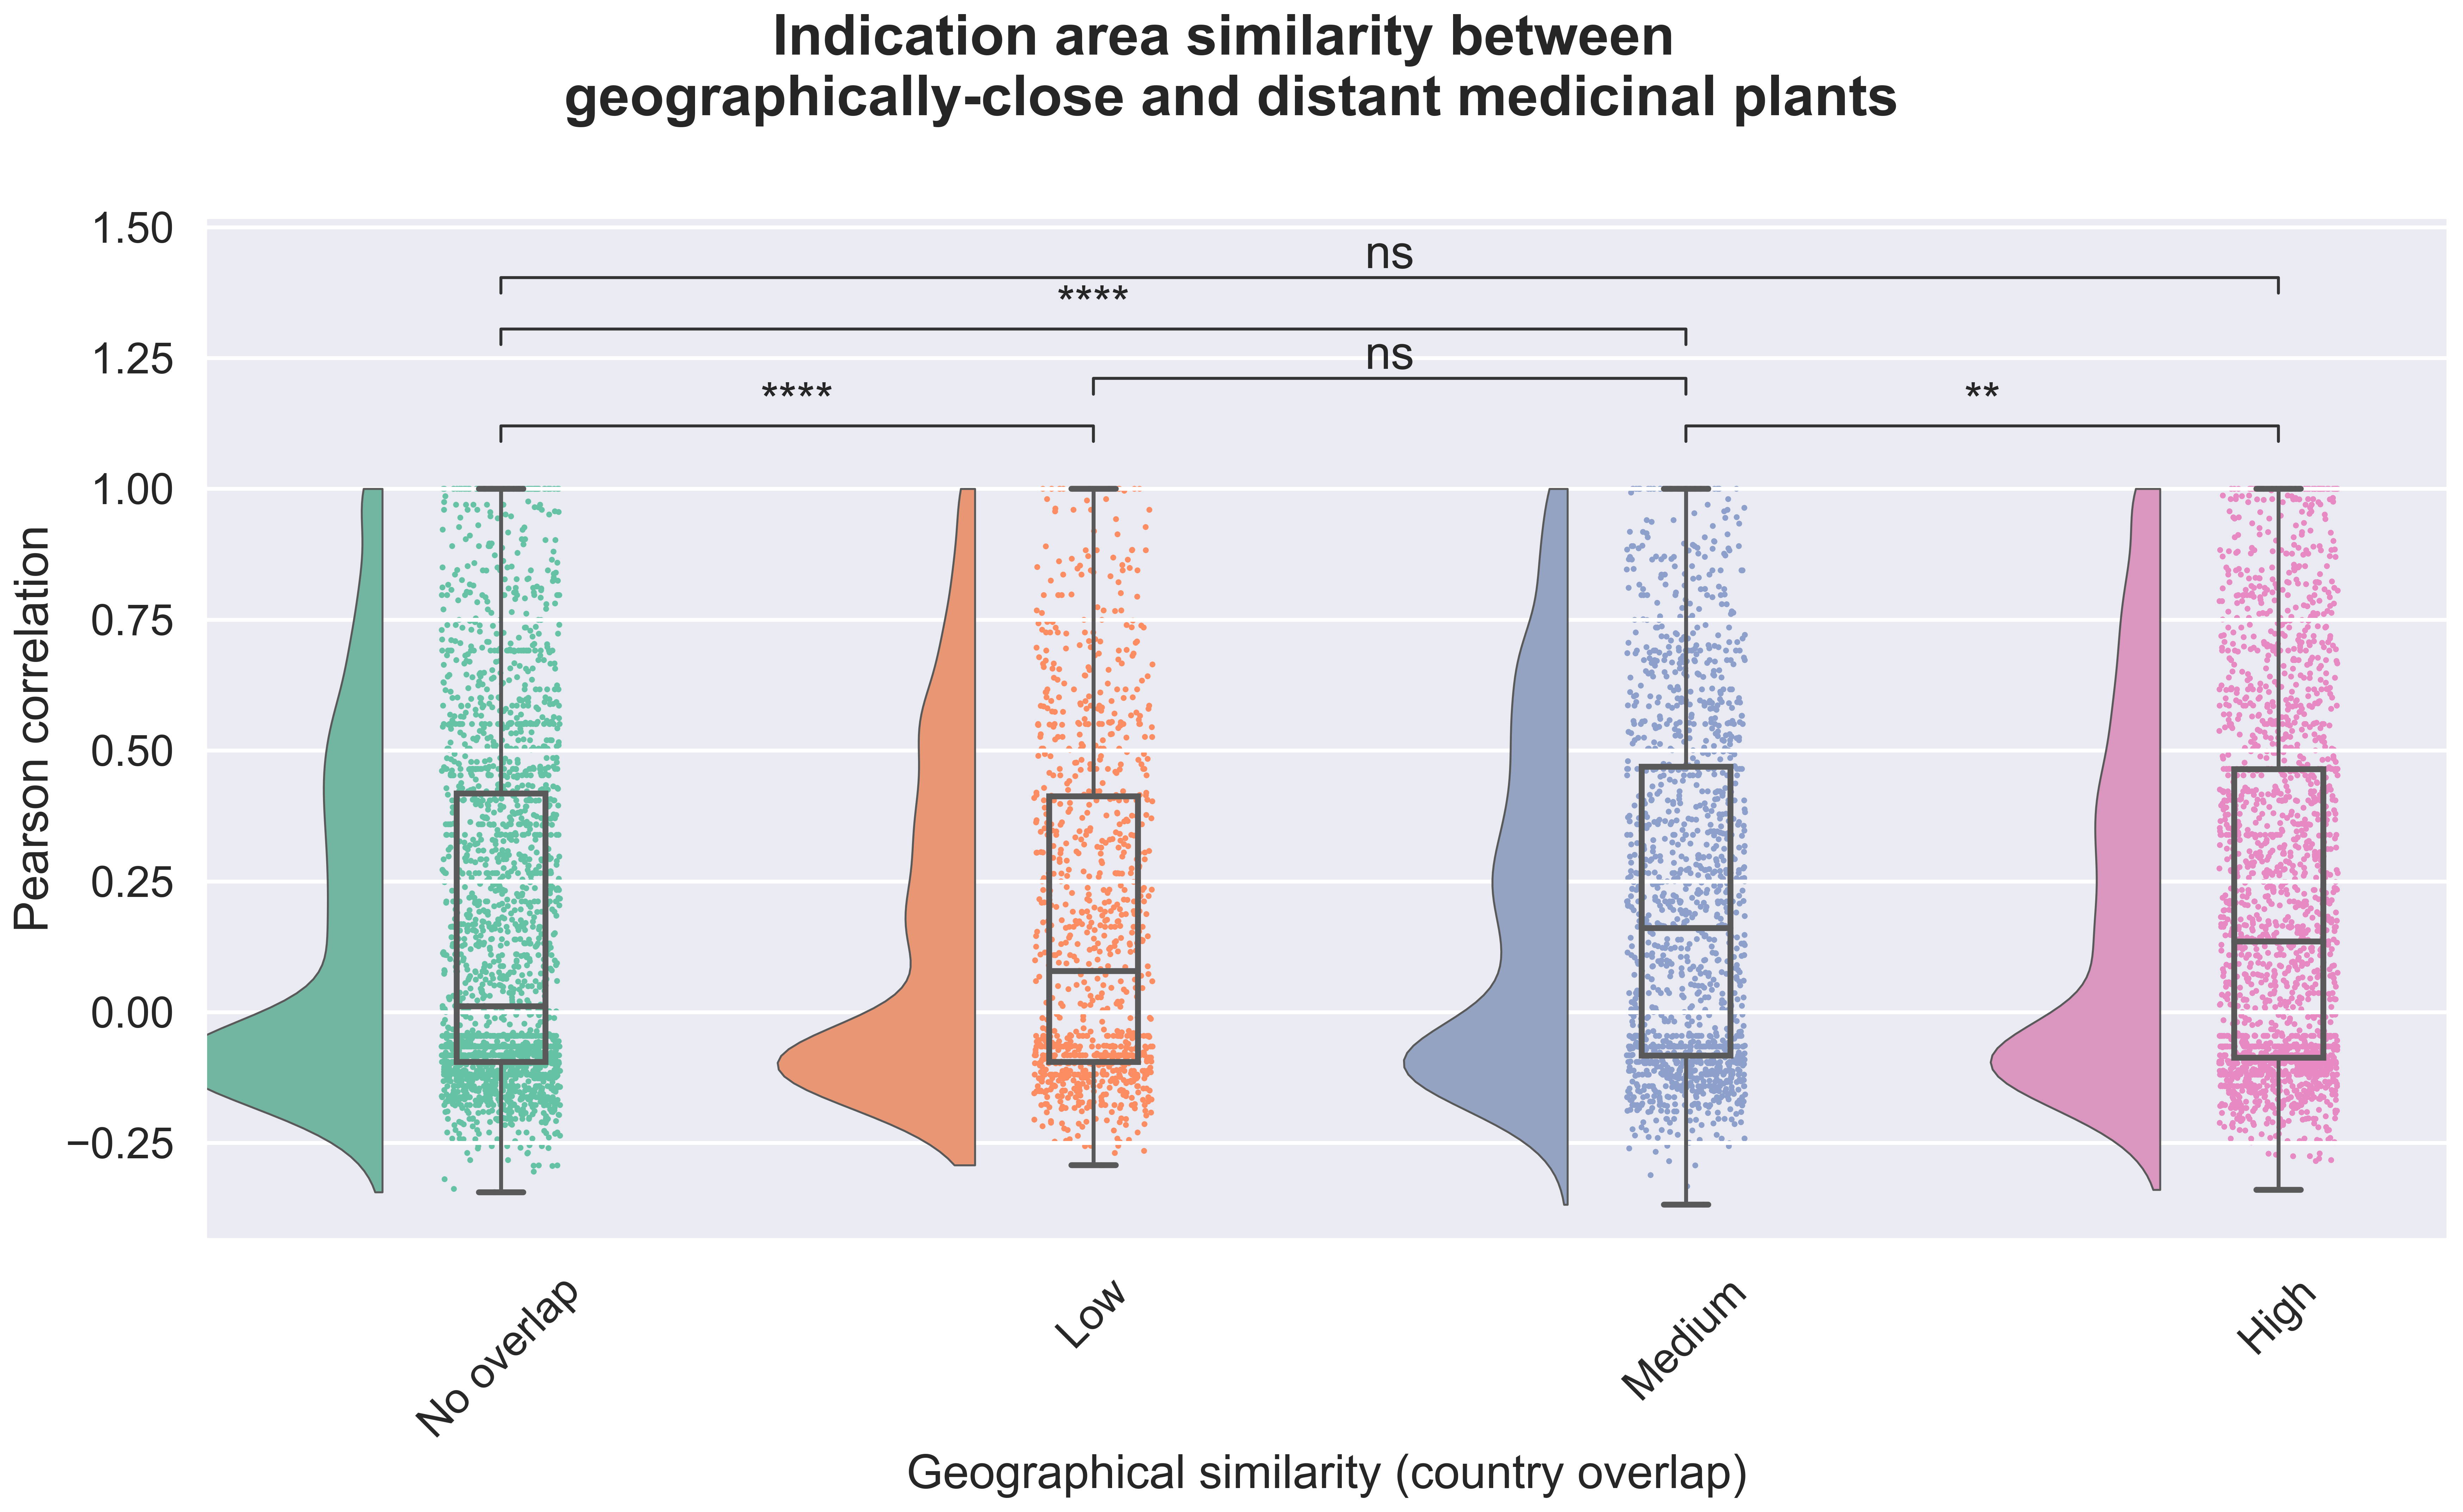 Indication area similarity between
geographically-close and distant medicinal plants
1.50
1.25
1.00
0.75
0.50
0.25
0.00
−0.25
Pearson correlation
ns
****
ns
****
**
No overlap
Low
Medium
High
Geographical similarity (country overlap)